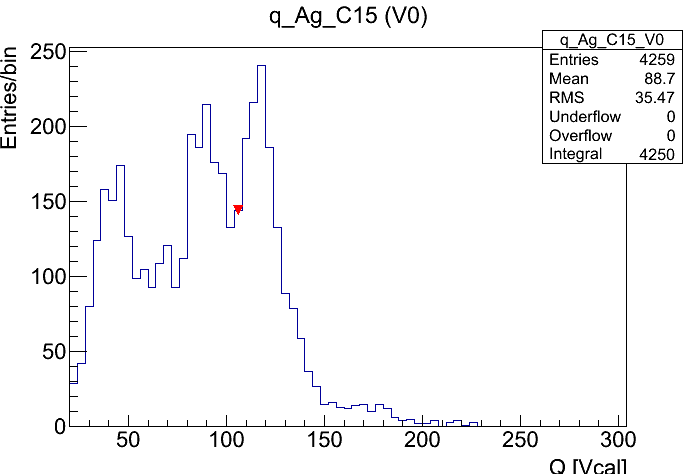 q_Ag_C15 (V0)
q_Ag_C15_V0
Entries 4259
Mean 88.7
RMS 35.47
Underflow 0
Overflow 0
Integral 4250
Entries/bin
250
200
150
100
50
0
50 100 150 200 250 300
Q [Vcal]